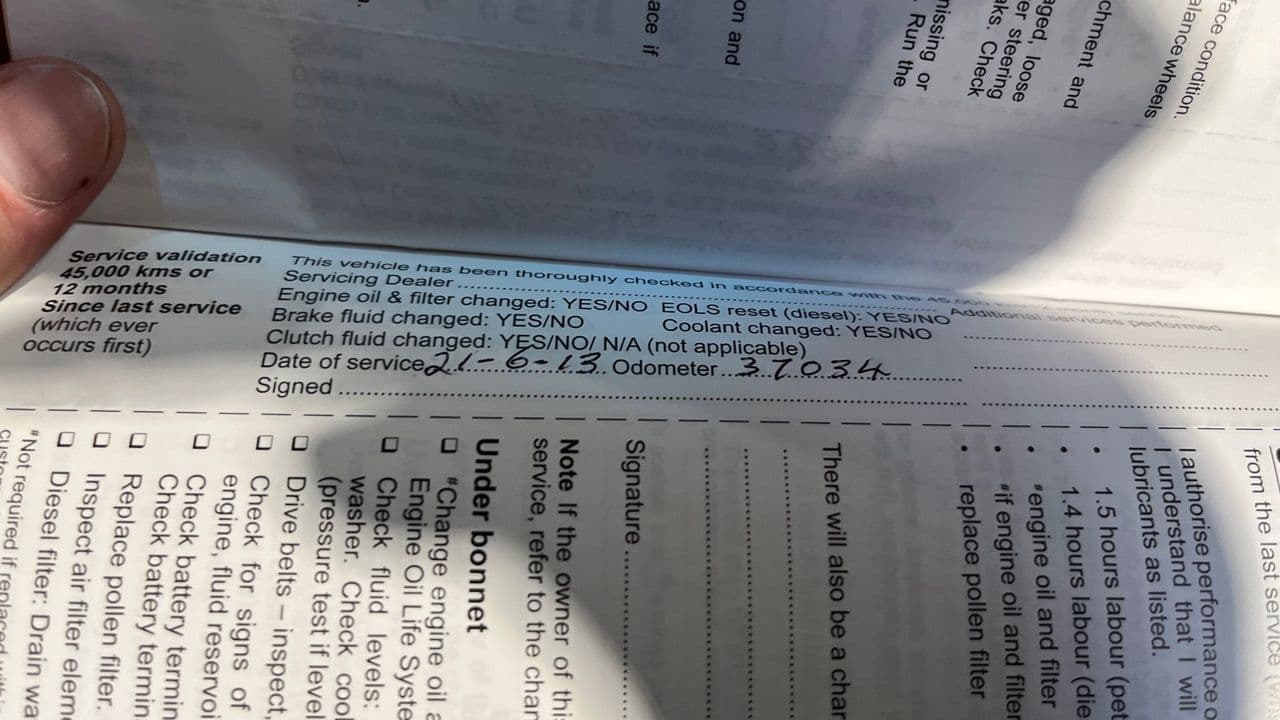 Service validation
45,000 kms or
12 months
Since last service
(which ever
occurs first)
This vehicle has been thoroughly checked in accordance with the 45,000
Servicing Dealer
Engine oil & filter changed: YES/NO EOLS reset (diesel): YES/NO
Brake fluid changed: YES/NO Coolant changed: YES/NO
Clutch fluid changed: YES/NO/ N/A (not applicable)
Date of service 21-6-13 Odometer 37034
Signed
Additional services performed
face condition.
alance wheels
chment and
aged, loose
er steering
aks. Check
nissing or
. Run the
on and
ace if
from the last service
I authorise performance o
I understand that I will
lubricants as listed.
• 1.5 hours labour (pet
• 1.4 hours labour (die
• #engine oil and filter
• #if engine oil and filter
• replace pollen filter
There will also be a char
Signature
Note If the owner of thi
service, refer to the char
Under bonnet
❑ #Change engine oil a
Engine Oil Life Syste
❑ Check fluid levels:
washer. Check cool
(pressure test if level
❑ Drive belts – inspect,
❑ Check for signs of
engine, fluid reservoi
❑ Check battery termin
Check battery termin
❑ Replace pollen filter.
❑ Inspect air filter elem
❑ Diesel filter: Drain wa
#Not required if replaced